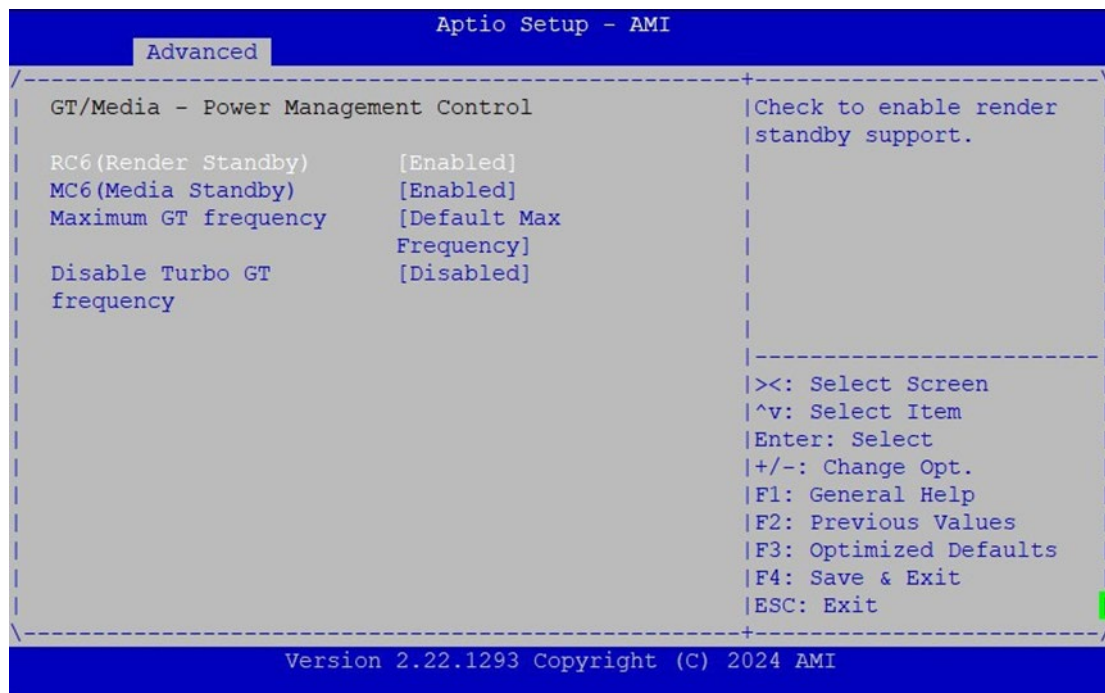 Aptio Setup - AMI
Advanced
GT/Media - Power Management Control
RC6(Render Standby) [Enabled]
MC6(Media Standby) [Enabled]
Maximum GT frequency [Default Max
Frequency]
Disable Turbo GT [Disabled]
frequency
Check to enable render
standby support.
><: Select Screen
^v: Select Item
Enter: Select
+/-: Change Opt.
F1: General Help
F2: Previous Values
F3: Optimized Defaults
F4: Save & Exit
ESC: Exit
Version 2.22.1293 Copyright (C) 2024 AMI